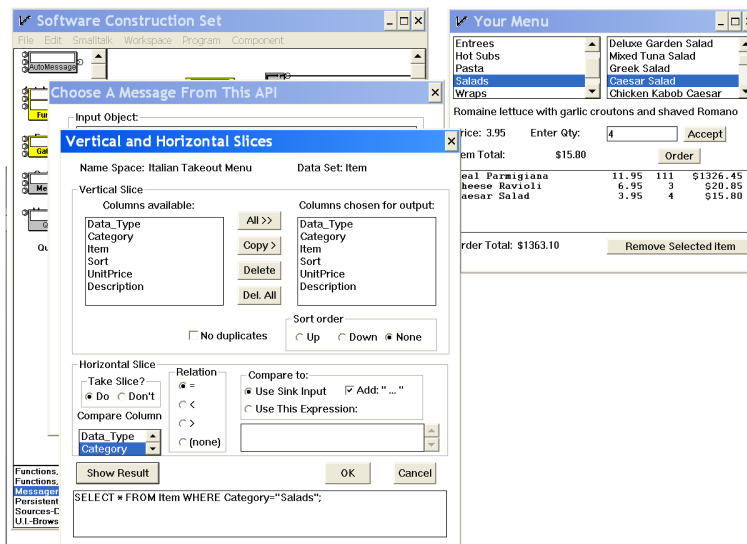 Software Construction Set
File Edit Smalltalk Workspace Program Component
AutoMessage
Choose A Message From This API
Input Object:
Vertical and Horizontal Slices
Name Space: Italian Takeout Menu Data Set: Item
Vertical Slice
Columns available: Columns chosen for output:
Data_Type
Category
Item
Sort
UnitPrice
Description
All >>
Copy >
Delete
Del. All
Data_Type
Category
Item
Sort
UnitPrice
Description
No duplicates
Sort order
Up Down None
Horizontal Slice
Take Slice?
Do Don't
Compare Column
Data_Type
Category
Relation
=
<
>
(none)
Compare to:
Use Sink Input Add: " ... "
Use This Expression:
Show Result OK Cancel
SELECT * FROM Item WHERE Category="Salads";
Functions,
Functions,
Messager
Persistent
Sources-D
U.I.-Brows
Your Menu
Entrees
Hot Subs
Pasta
Salads
Wraps
Deluxe Garden Salad
Mixed Tuna Salad
Greek Salad
Caesar Salad
Chicken Kabob Caesar
Romaine lettuce with garlic croutons and shaved Romano
rice: 3.95 Enter Qty: 4 Accept
em Total: $15.80 Order
eal Parmigiana 11.95 111 $1326.45
heese Ravioli 6.95 3 $20.85
aesar Salad 3.95 4 $15.80
rder Total: $1363.10 Remove Selected Item